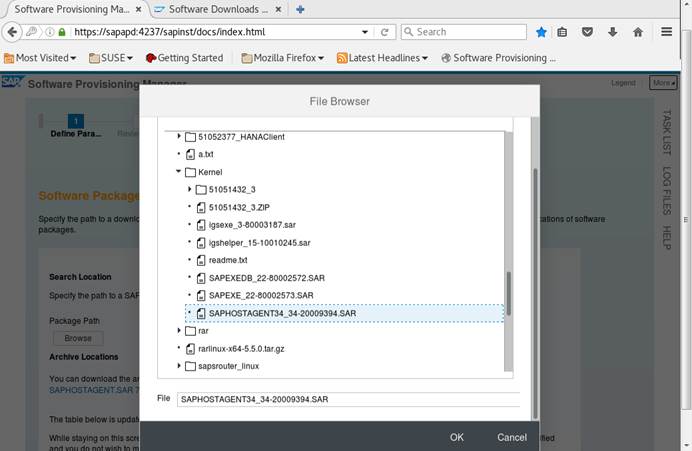 Software Provisioning Ma...
Software Downloads ...
https://sapapd:4237/sapinst/docs/index.html
Search
Most Visited
SUSE
Getting Started
Mozilla Firefox
Latest Headlines
Software Provisioning ...
SAP
Software Provisioning Manager
Legend
More
File Browser
1
Define Para...
Review
51052377_HANAClient
a.txt
Kernel
51051432_3
51051432_3.ZIP
igsexe_3-80003187.sar
igshelper_15-10010245.sar
readme.txt
SAPEXEDB_22-80002572.SAR
SAPEXE_22-80002573.SAR
SAPHOSTAGENT34_34-20009394.SAR
rar
rarlinux-x64-5.5.0.tar.gz
sapsrouter_linux
File
SAPHOSTAGENT34_34-20009394.SAR
OK
Cancel
Software Package
Specify the path to a downlo
cations of software
packages.
Search Location
Specify the path to a SAP
Package Path
Browse
Archive Locations
You can download the ar
SAPHOSTAGENT.SAR 7
The table below is updat
While staying on this scre
fied
and you do not wish to m
TASK LIST
LOG FILES
HELP